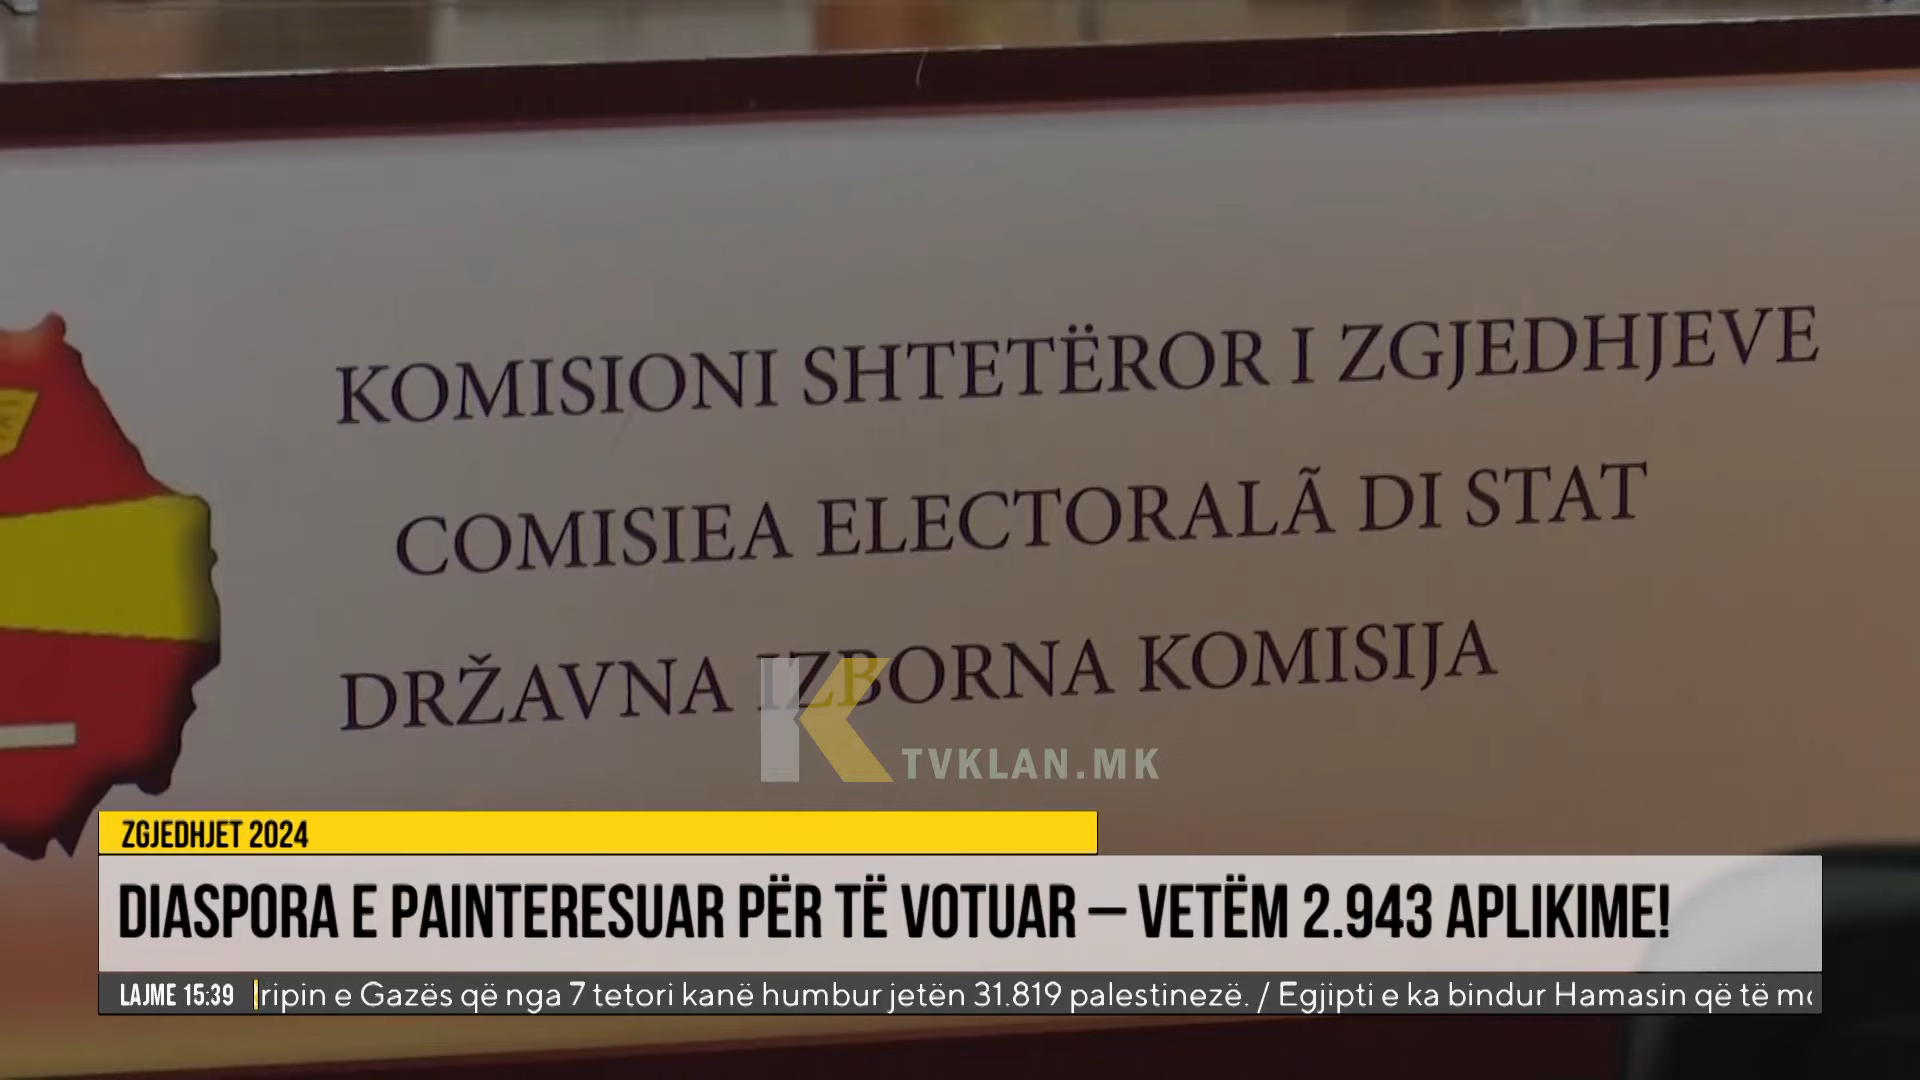 KOMISIONI SHTETËROR I ZGJEDHJEVE
COMISIEA ELECTORALÃ DI STAT
DRŽAVNA IZBORNA KOMISIJA
K TVKLAN.MK
ZGJEDHJET 2024
DIASPORA E PAINTERESUAR PËR TË VOTUAR – VETËM 2.943 APLIKIME!
LAJME 15:39 ripin e Gazës që nga 7 tetori kanë humbur jetën 31.819 palestinezë. / Egjipti e ka bindur Hamasin që të